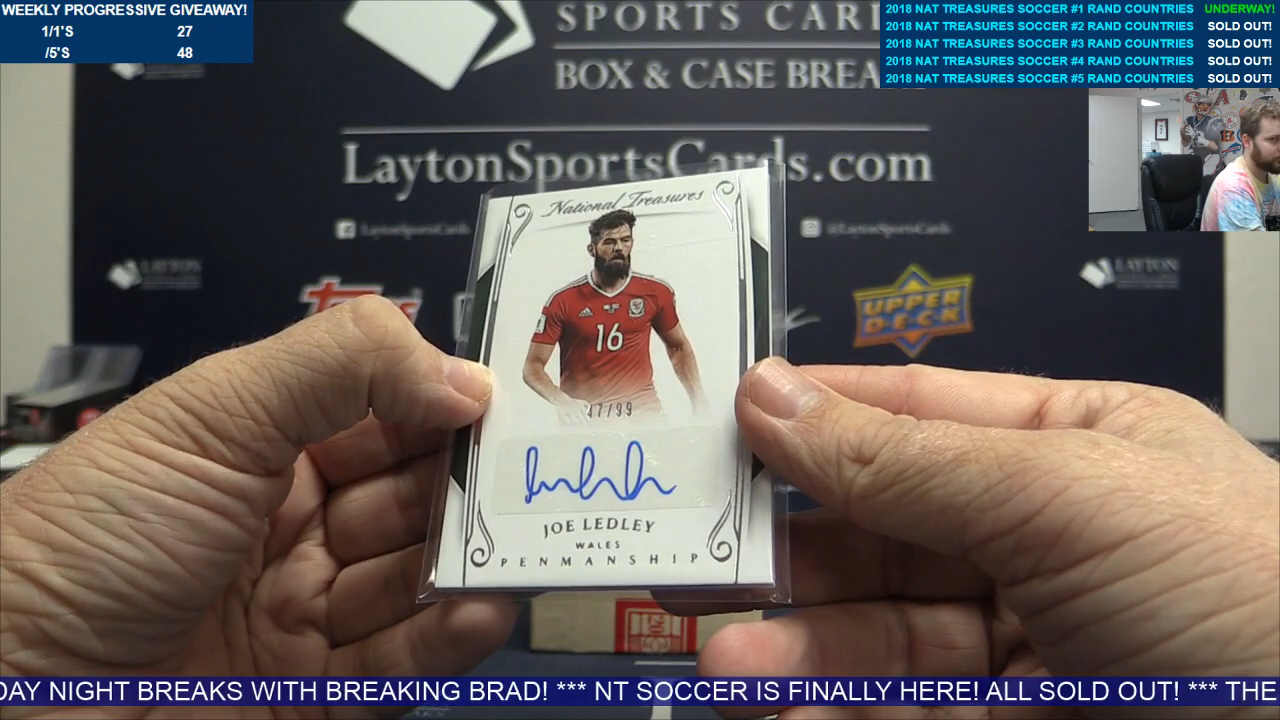 WEEKLY PROGRESSIVE GIVEAWAY!
1/1'S 27
/5'S 48
2018 NAT TREASURES SOCCER #1 RAND COUNTRIES UNDERWAY!
2018 NAT TREASURES SOCCER #2 RAND COUNTRIES SOLD OUT!
2018 NAT TREASURES SOCCER #3 RAND COUNTRIES SOLD OUT!
2018 NAT TREASURES SOCCER #4 RAND COUNTRIES SOLD OUT!
2018 NAT TREASURES SOCCER #5 RAND COUNTRIES SOLD OUT!
SPORTS CAR
BOX & CASE BREA
LaytonSportsCards.com
LaytonSportsCards
LaytonSportsCards
LAYTON
LAYTON
TOPPS
UPPER
DECK
National Treasures
16
47/99
JOE LEDLEY
WALES
PENMANSHIP
DAY NIGHT BREAKS WITH BREAKING BRAD! *** NT SOCCER IS FINALLY HERE! ALL SOLD OUT! *** THE